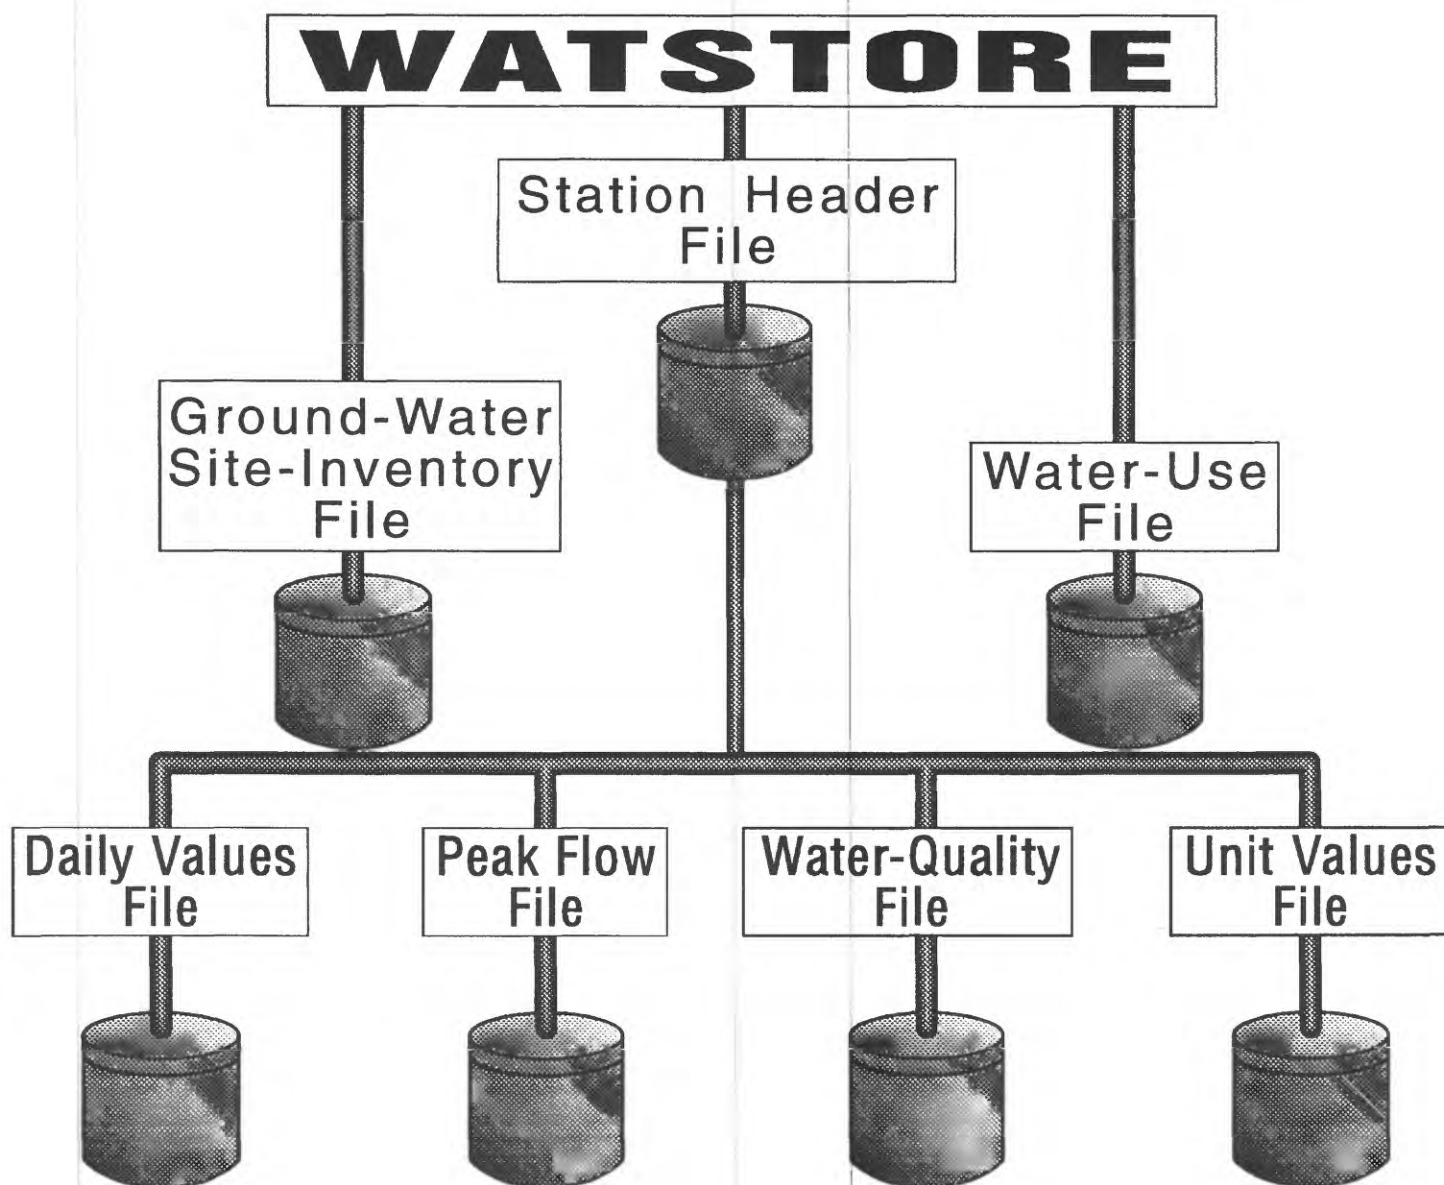 WATSTORE
Station Header
File
Ground-Water
Site-Inventory
File
Water-Use
File
Daily Values
File
Peak Flow
File
Water-Quality
File
Unit Values
File